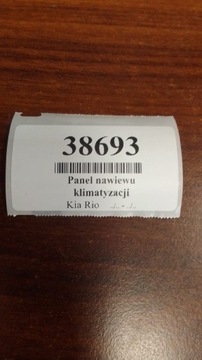 38693
Panel nawiewu
klimatyzacji
Kia Rio ../.. - ../..